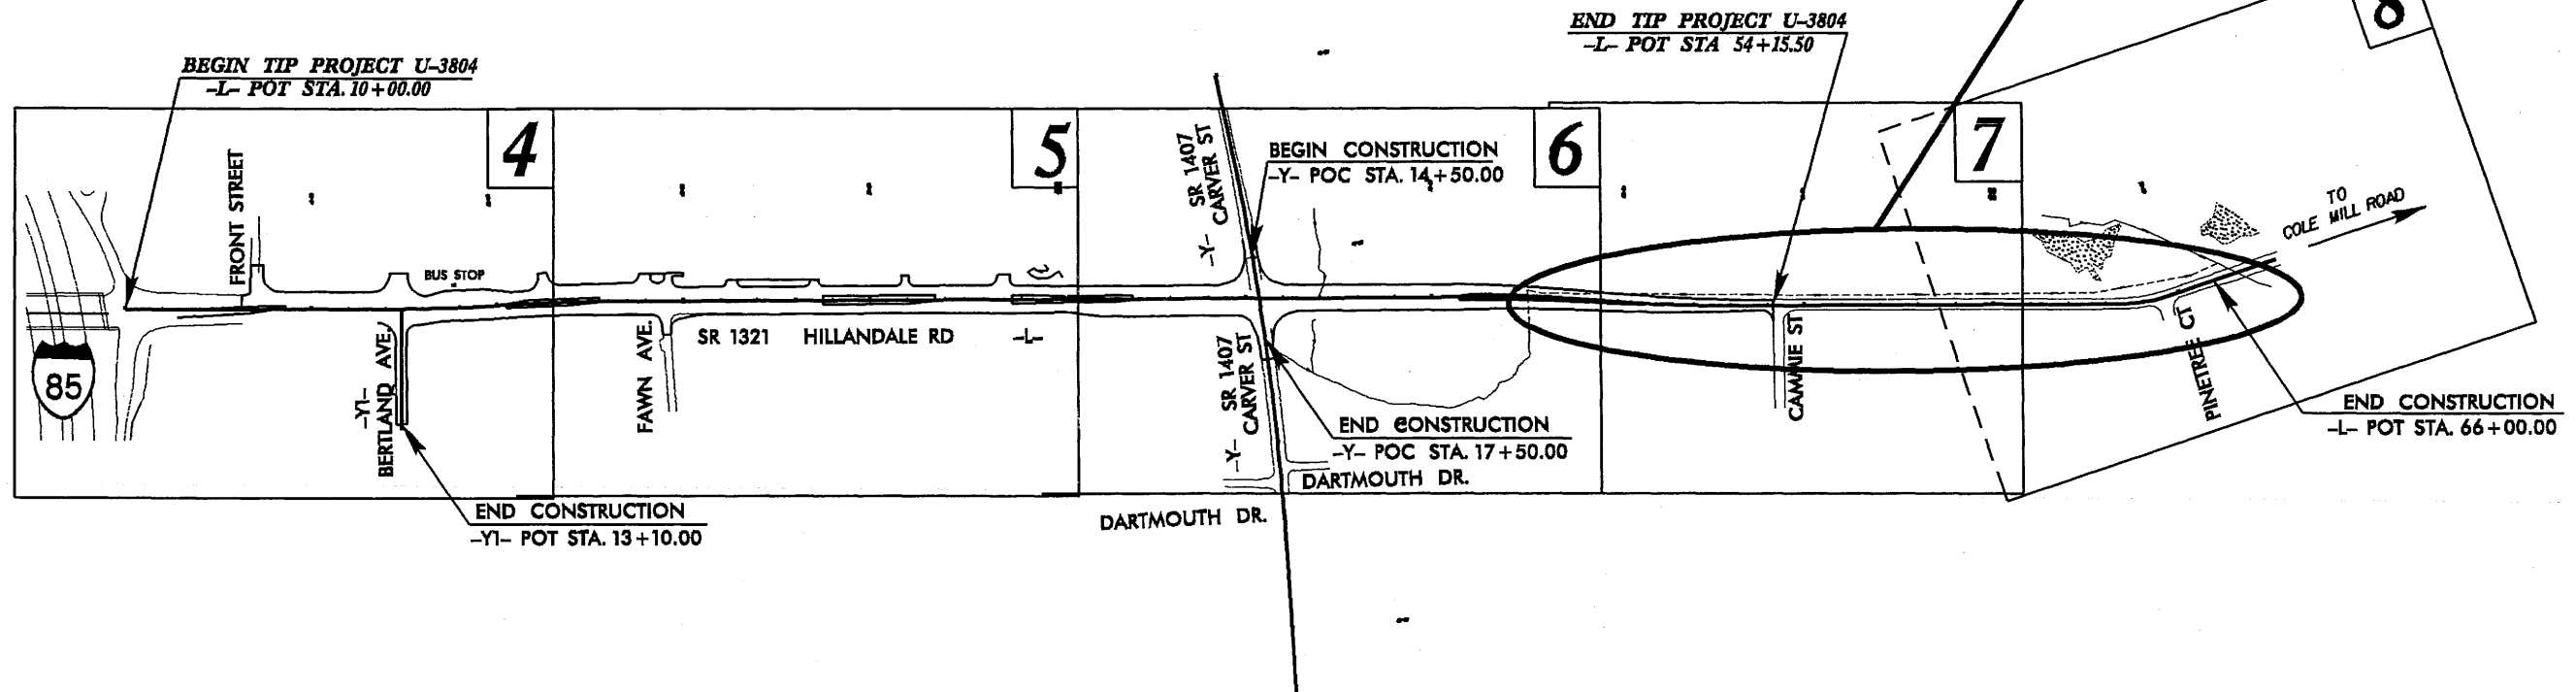 END TIP PROJECT U-3804
-L- POT STA 54+15.50
8
BEGIN TIP PROJECT U-3804
-L- POT STA. 10+00.00
4
5
6
7
FRONT STREET
BUS STOP
-Y- SR 1407
CARVER ST
BEGIN CONSTRUCTION
-Y- POC STA. 14+50.00
TO
COLE MILL ROAD
85
-Y1-
BERTLAND AVE.
FAWN AVE.
SR 1321 HILLANDALE RD -L-
-Y- SR 1407
CARVER ST
CAMMIE ST
PINETREE CT
END CONSTRUCTION
-Y- POC STA. 17+50.00
DARTMOUTH DR.
END CONSTRUCTION
-L- POT STA. 66+00.00
END CONSTRUCTION
-Y1- POT STA. 13+10.00
DARTMOUTH DR.